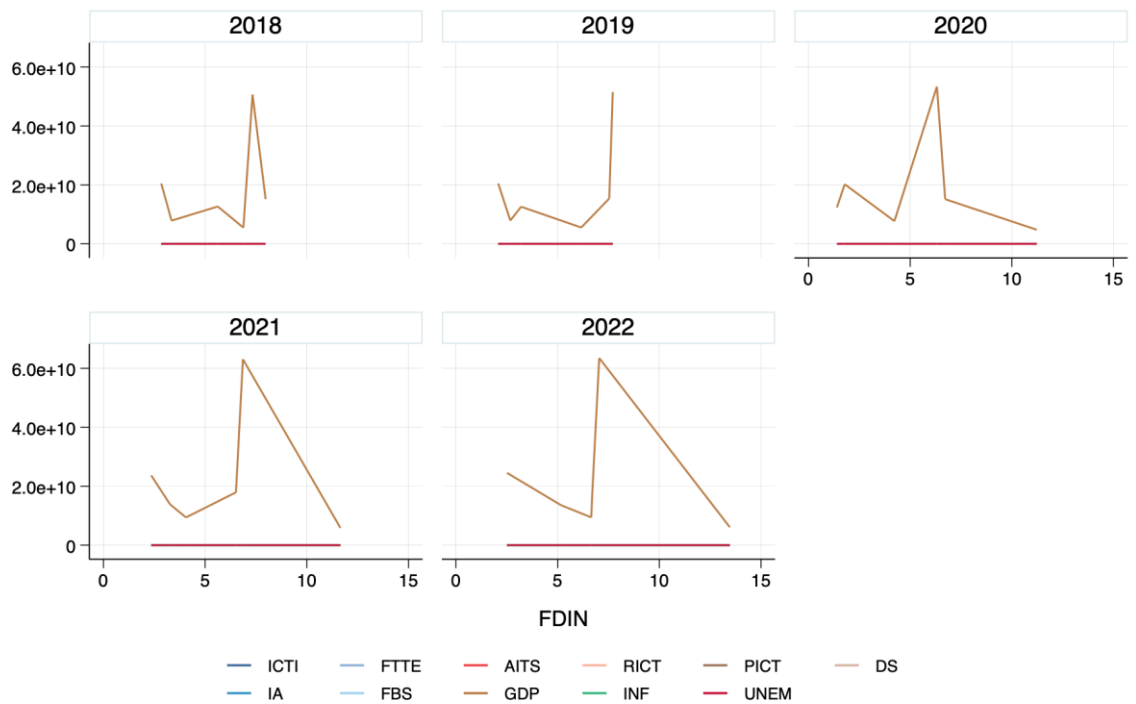 2018 2019 2020
6.0e+10
4.0e+10
2.0e+10
0
0 5 10 15
2021 2022
6.0e+10
4.0e+10
2.0e+10
0
0 5 10 15 0 5 10 15
FDIN
ICTI FTTE AITS RICT PICT DS
IA FBS GDP INF UNEM